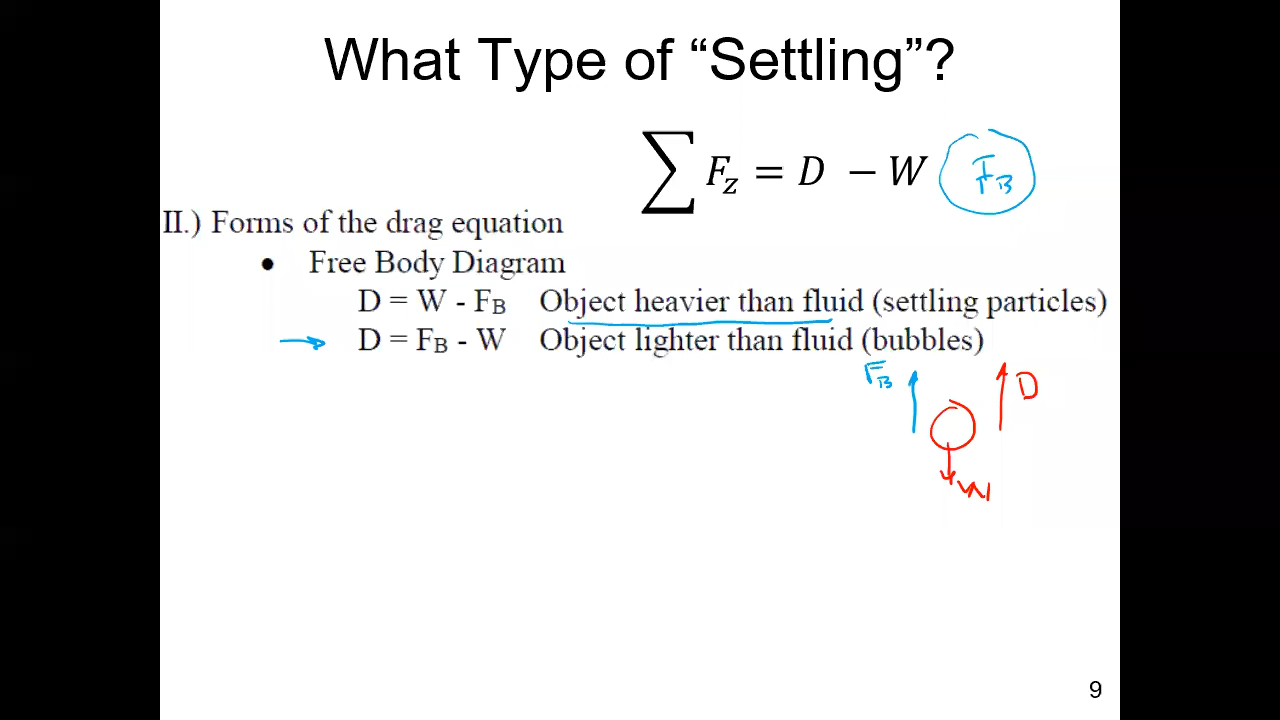 What Type of “Settling”?
∑ F_z = D − W F_B
II.) Forms of the drag equation
• Free Body Diagram
D = W - F_B Object heavier than fluid (settling particles)
→ D = F_B - W Object lighter than fluid (bubbles)
F_B D
W
9